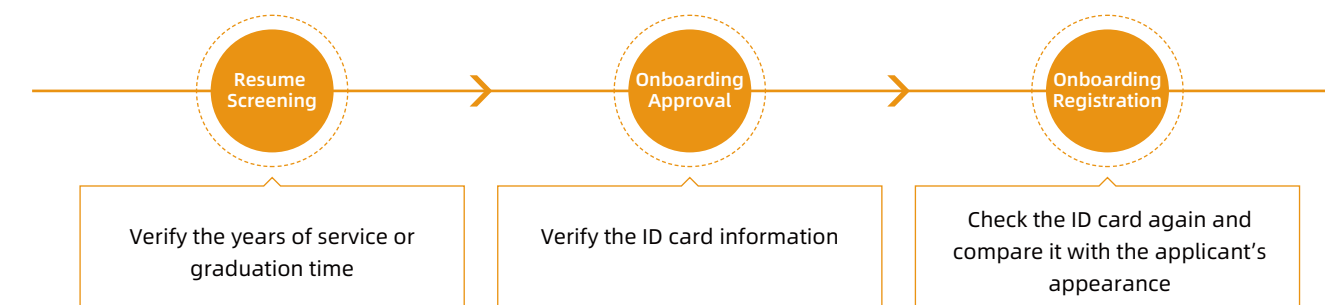 Resume
Screening
Onboarding
Approval
Onboarding
Registration
Verify the years of service or
graduation time
Verify the ID card information
Check the ID card again and
compare it with the applicant’s
appearance